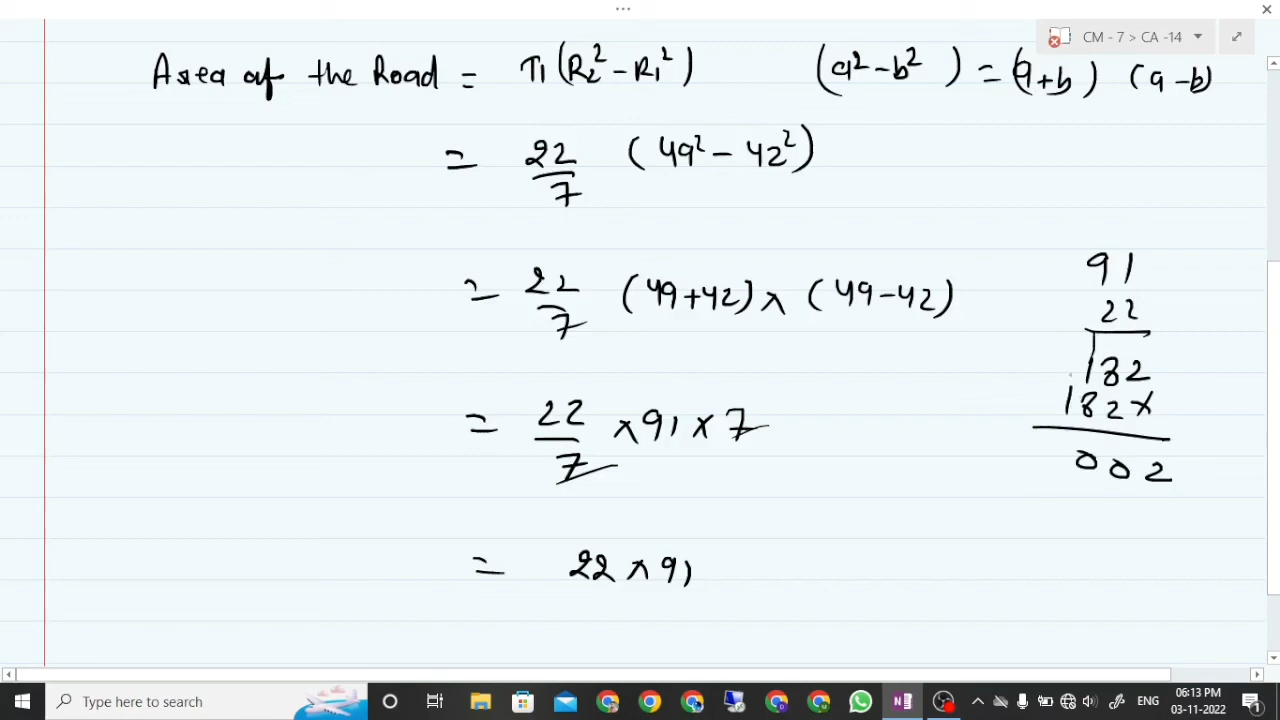 CM - 7 > CA -14
Area of the Road = π(R₂² – R₁²) (a² – b²) = (a+b) (a –b)
= 22/7 (49² – 42²)
= 22/7 (49+42) × (49 – 42)
91
22
182
182×
002
= 22/7 × 91 × 7
= 22 × 91
Type here to search
ENG
06:13 PM
03-11-2022
1